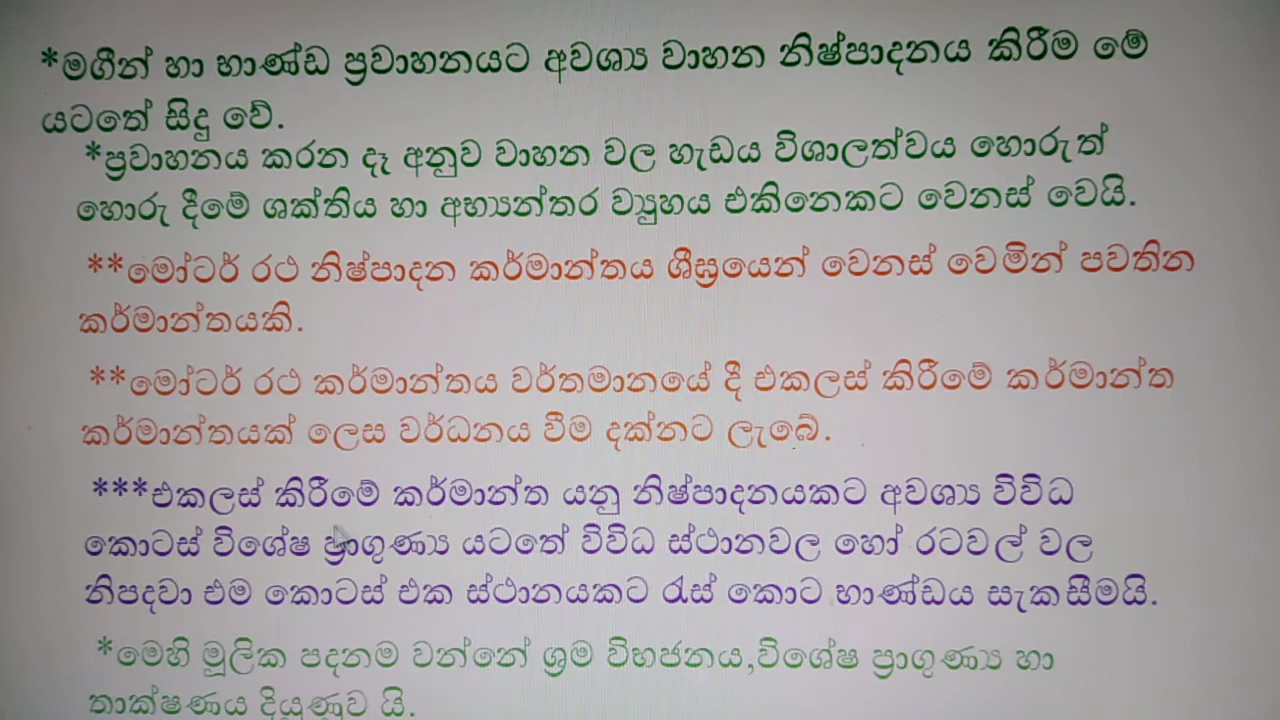 *මගීන් හා භාණ්ඩ ප්‍රවාහනයට අවශ්‍ය වාහන නිෂ්පාදනය කිරීම මේ
යටතේ සිදු වේ.
*ප්‍රවාහනය කරන දෑ අනුව වාහන වල හැඩය විශාලත්වය හොරුත්
හොරු දීමේ ශක්තිය හා අභ්‍යන්තර ව්‍යුහය එකිනෙකට වෙනස් වෙයි.
**මෝටර් රථ නිෂ්පාදන කර්මාන්තය ශීඝ්‍රයෙන් වෙනස් වෙමින් පවතින
කර්මාන්තයකි.
**මෝටර් රථ කර්මාන්තය වර්තමානයේ දී එකලස් කිරීමේ කර්මාන්ත
කර්මාන්තයක් ලෙස වර්ධනය වීම දක්නට ලැබේ.
***එකලස් කිරීමේ කර්මාන්ත යනු නිෂ්පාදනයකට අවශ්‍ය විවිධ
කොටස් විශේෂ ප්‍රාගුණ්‍ය යටතේ විවිධ ස්ථානවල හෝ රටවල් වල
නිපදවා එම කොටස් එක ස්ථානයකට රැස් කොට භාණ්ඩය සැකසීමයි.
*මෙහි මූලික පදනම වන්නේ ශ්‍රම විභජනය,විශේෂ ප්‍රාගුණ්‍ය හා
තාක්ෂණය දියුණුව යි.